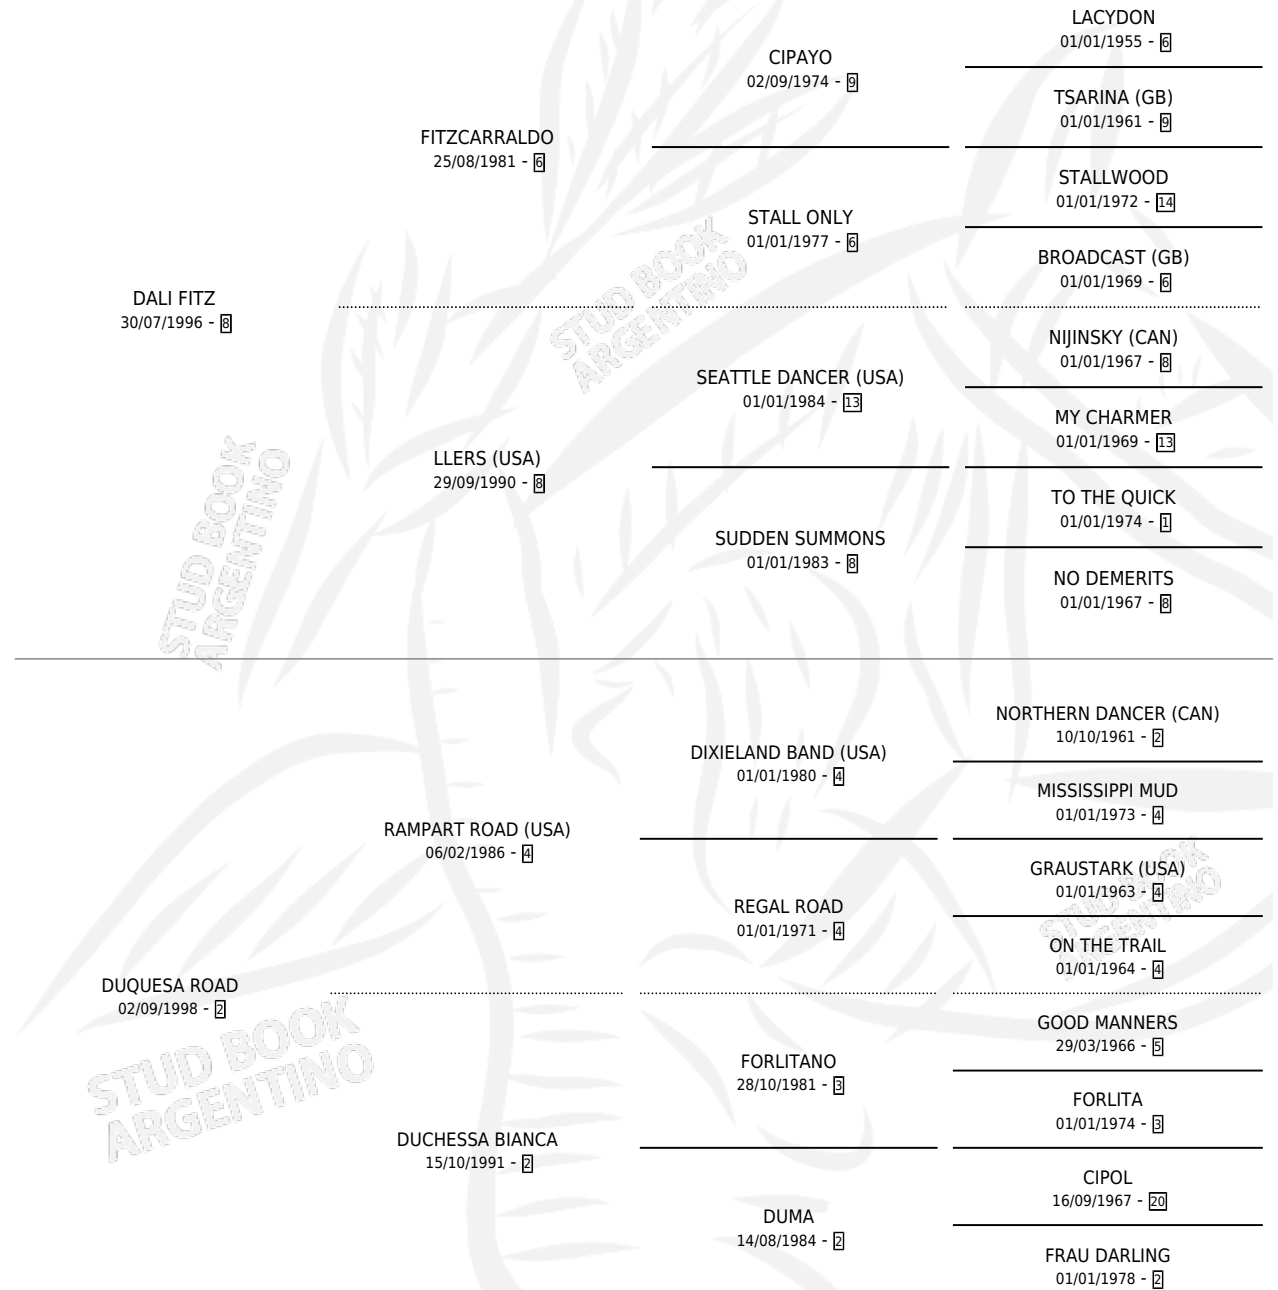 LACYDON
01/01/1955 - 6
CIPAYO
02/09/1974 - 9
TSARINA (GB)
01/01/1961 - 9
FITZCARRALDO
25/08/1981 - 6
STALLWOOD
01/01/1972 - 14
STALL ONLY
01/01/1977 - 6
BROADCAST (GB)
01/01/1969 - 6
DALI FITZ
30/07/1996 - 8
NIJINSKY (CAN)
01/01/1967 - 8
SEATTLE DANCER (USA)
01/01/1984 - 13
MY CHARMER
01/01/1969 - 13
LLERS (USA)
29/09/1990 - 8
TO THE QUICK
01/01/1974 - 1
SUDDEN SUMMONS
01/01/1983 - 8
NO DEMERITS
01/01/1967 - 8
NORTHERN DANCER (CAN)
10/10/1961 - 2
DIXIELAND BAND (USA)
01/01/1980 - 4
MISSISSIPPI MUD
01/01/1973 - 4
RAMPART ROAD (USA)
06/02/1986 - 4
GRAUSTARK (USA)
01/01/1963 - 4
REGAL ROAD
01/01/1971 - 4
ON THE TRAIL
01/01/1964 - 4
DUQUESA ROAD
02/09/1998 - 2
GOOD MANNERS
29/03/1966 - 5
FORLITANO
28/10/1981 - 3
FORLITA
01/01/1974 - 3
DUCHESSA BIANCA
15/10/1991 - 2
CIPOL
16/09/1967 - 20
DUMA
14/08/1984 - 2
FRAU DARLING
01/01/1978 - 2
STUD BOOK
ARGENTINO
STUD BOOK
ARGENTINO
STUD BOOK
ARGENTINO
STUD BOOK
ARGENTINO